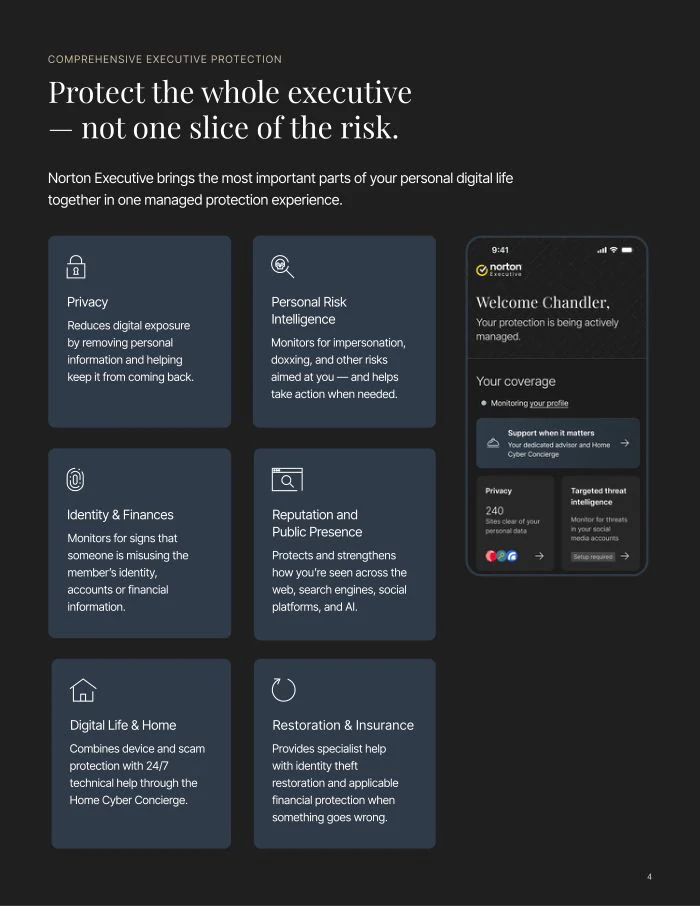 COMPREHENSIVE EXECUTIVE PROTECTION
Protect the whole executive
— not one slice of the risk.
Norton Executive brings the most important parts of your personal digital life
together in one managed protection experience.
Privacy
Reduces digital exposure
by removing personal
information and helping
keep it from coming back.
Personal Risk
Intelligence
Monitors for impersonation,
doxxing, and other risks
aimed at you — and helps
take action when needed.
Identity & Finances
Monitors for signs that
someone is misusing the
member’s identity,
accounts or financial
information.
Reputation and
Public Presence
Protects and strengthens
how you’re seen across the
web, search engines, social
platforms, and AI.
Digital Life & Home
Combines device and scam
protection with 24/7
technical help through the
Home Cyber Concierge.
Restoration & Insurance
Provides specialist help
with identity theft
restoration and applicable
financial protection when
something goes wrong.
9:41
norton
Executive
Welcome Chandler,
Your protection is being actively
managed.
Your coverage
Monitoring your profile
Support when it matters
Your dedicated advisor and Home
Cyber Concierge
Privacy
240
Sites clear of your
personal data
Targeted threat
intelligence
Monitor for threats
in your social
media accounts
Setup required
4